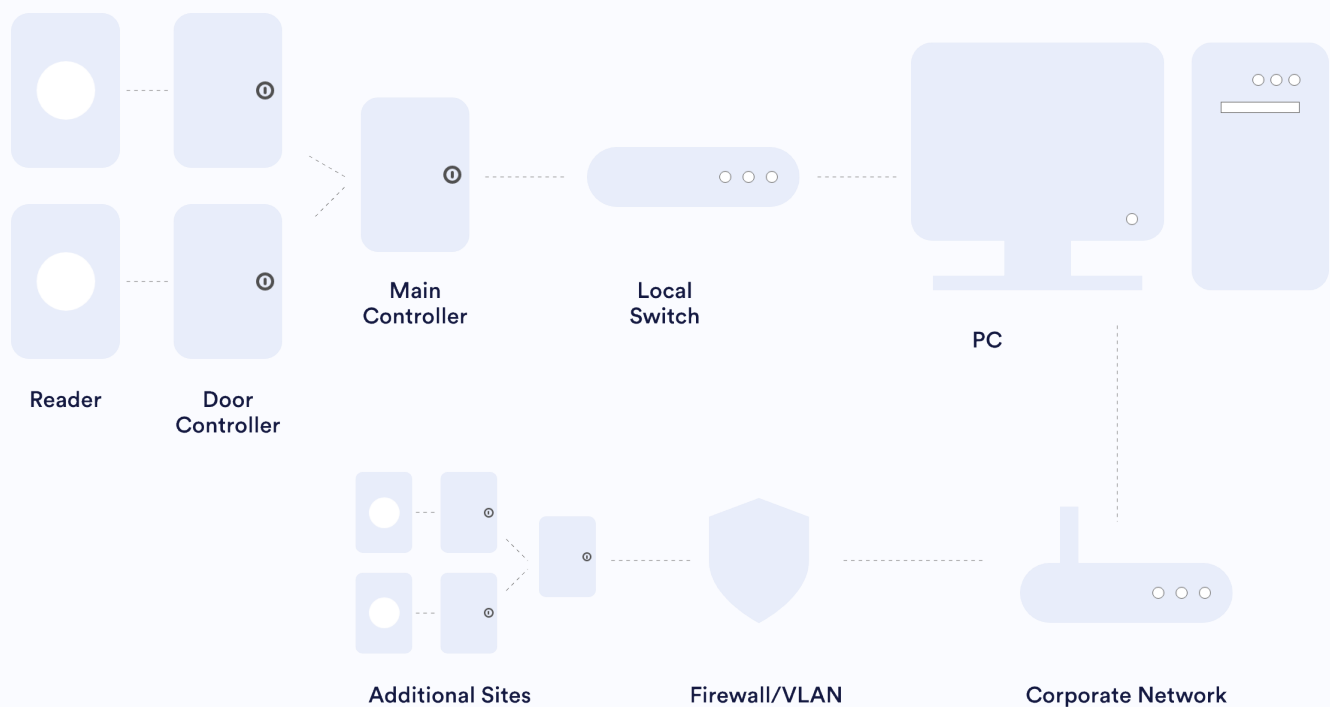 Main
Controller
Local
Switch
PC
Reader
Door
Controller
Additional Sites
Firewall/VLAN
Corporate Network